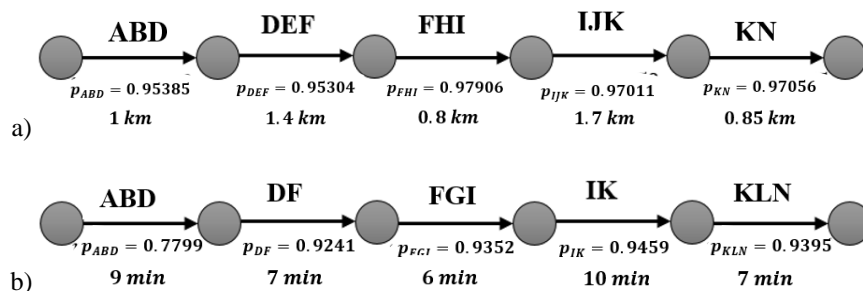 ABD DEF FHI IJK KN
p_ABD = 0.95385 p_DEF = 0.95304 p_FHI = 0.97906 p_IJK = 0.97011 p_KN = 0.97056
a) 1 km 1.4 km 0.8 km 1.7 km 0.85 km
ABD DF FGI IK KLN
p_ABD = 0.7799 p_DF = 0.9241 p_FGI = 0.9352 p_IK = 0.9459 p_KLN = 0.9395
b) 9 min 7 min 6 min 10 min 7 min